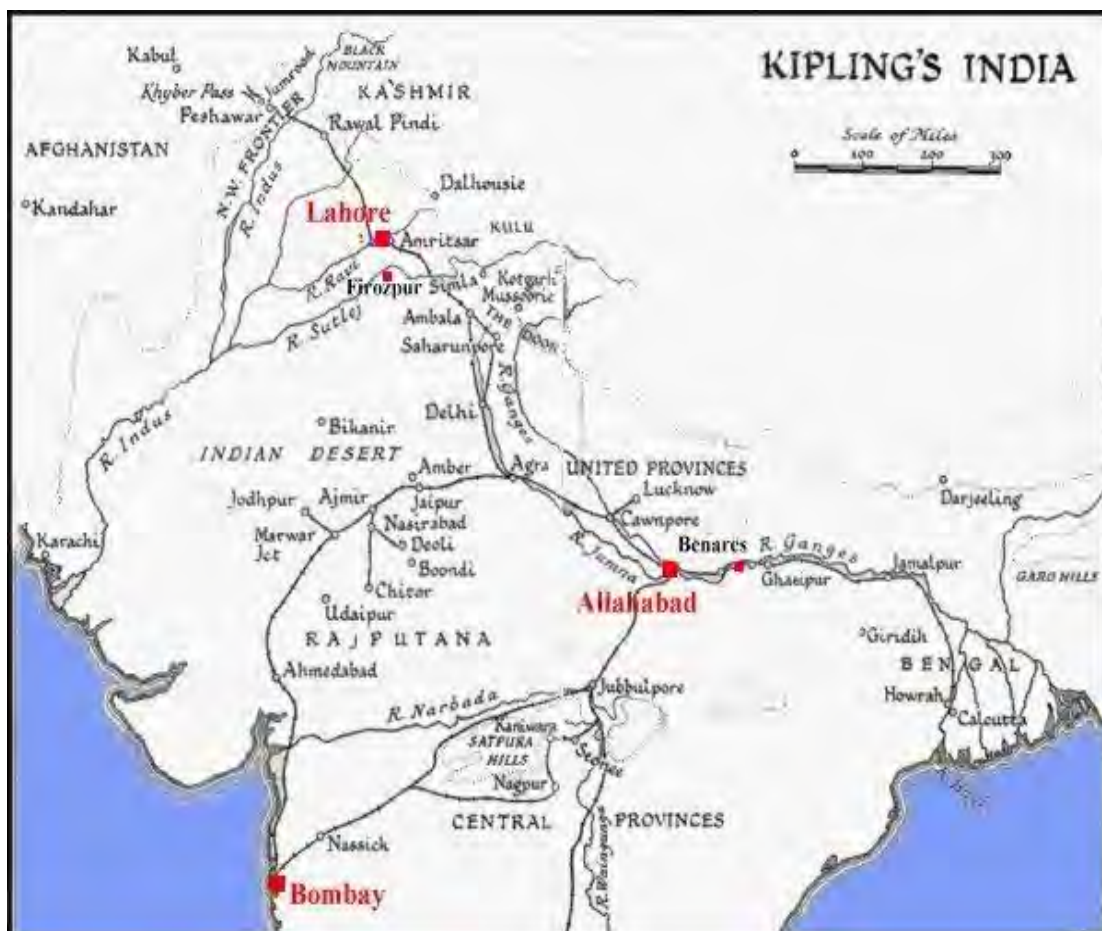 KIPLING'S INDIA
Scale of Miles
0 100 200 300
Kabul
BLACK
MOUNTAIN
Khyber Pass
Jumrood
KASHMIR
Peshawar
Rawal Pindi
AFGHANISTAN
N.W. FRONTIER
R. Indus
Kandahar
Dalhousie
Lahore
Amritsar
KULU
R. Ravi
Firozpur
Simla
Kotgarh
Mussoorie
R. Sutlej
Ambala
THE DOON
Saharunpore
R. Ganges
Delhi
R. Indus
Bikanir
INDIAN DESERT
Amber
Agra
UNITED PROVINCES
Lucknow
Darjeeling
Jodhpur
Ajmir
Jaipur
Cawnpore
Nasirabad
Marwar
Jct
Deoli
Karachi
R. Jumna
Benares
R. Ganges
Jamalpur
Boondi
Ghazipur
GARO HILLS
Chitor
Udaipur
Allahabad
RAJPUTANA
Giridih
BENGAL
Ahmedabad
Jubbulpore
Howrah
R. Narbada
Calcutta
Kaniwara
SATPURA
HILLS
Seonee
Nagpur
CENTRAL PROVINCES
Nassick
R. Waingunga
Bombay